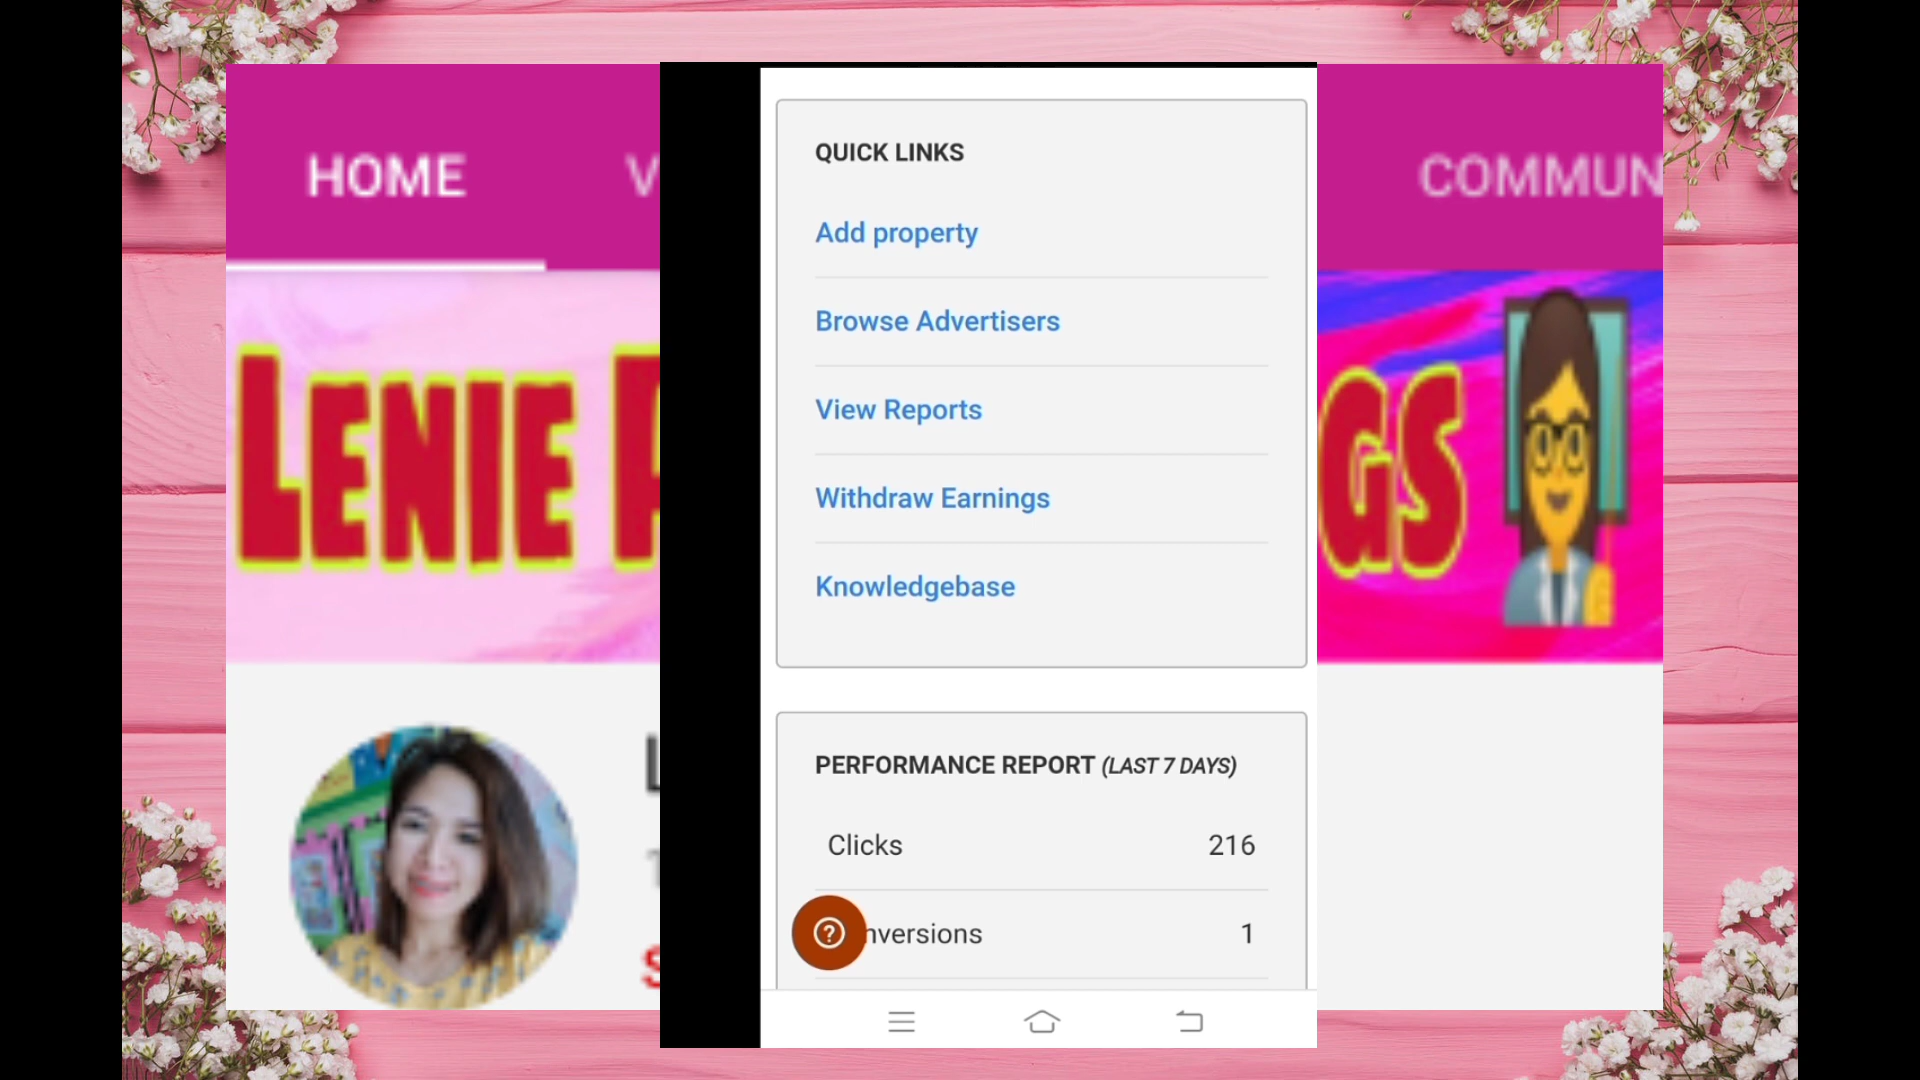 HOME
COMMUN
LENIE
GS
QUICK LINKS
Add property
Browse Advertisers
View Reports
Withdraw Earnings
Knowledgebase
PERFORMANCE REPORT (LAST 7 DAYS)
Clicks 216
nversions 1